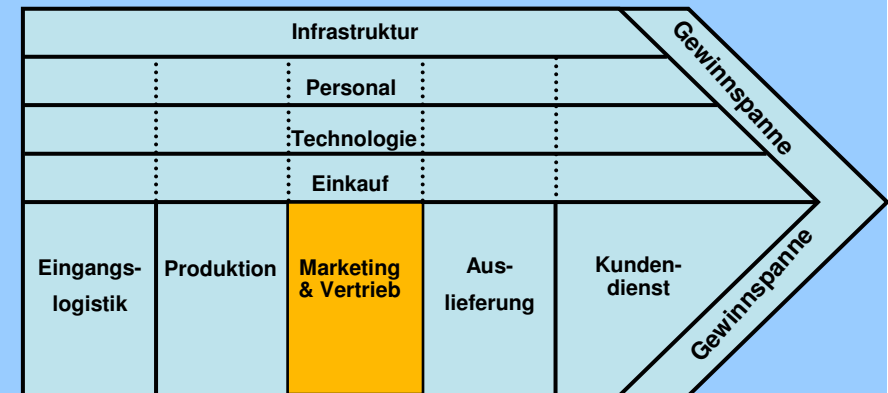 Infrastruktur
Gewinnspanne
Personal
Technologie
Einkauf
Eingangs-
logistik
Produktion
Marketing
& Vertrieb
Aus-
lieferung
Kunden-
dienst
Gewinnspanne